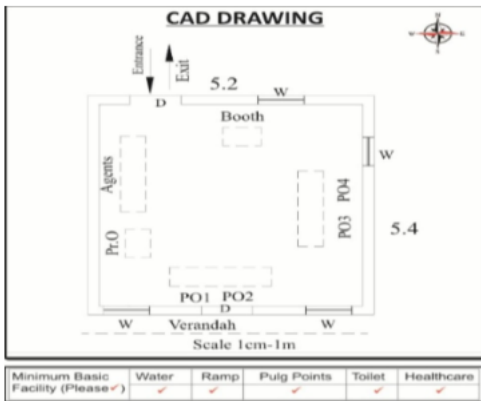 CAD DRAWING
N
W
S
Entrance
Exit
5.2
D
W
Booth
W
Agents
PO4
PO3
5.4
Pr.O
PO1 PO2
D
W
Verandah
W
Scale 1cm-1m
Minimum Basic Facility (Please✓)
Water
Ramp
Pulg Points
Toilet
Healthcare
✓ ✓ ✓ ✓ ✓